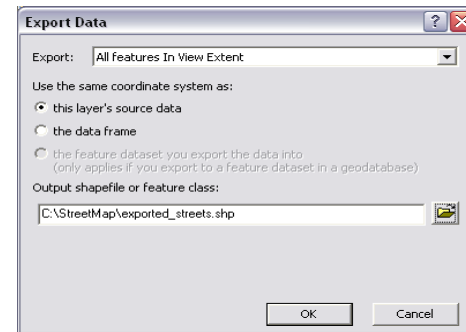 Export Data
Export: All features In View Extent
Use the same coordinate system as:
this layer's source data
the data frame
the feature dataset you export the data into
(only applies if you export to a feature dataset in a geodatabase)
Output shapefile or feature class:
C:\StreetMap\exported_streets.shp
OK Cancel